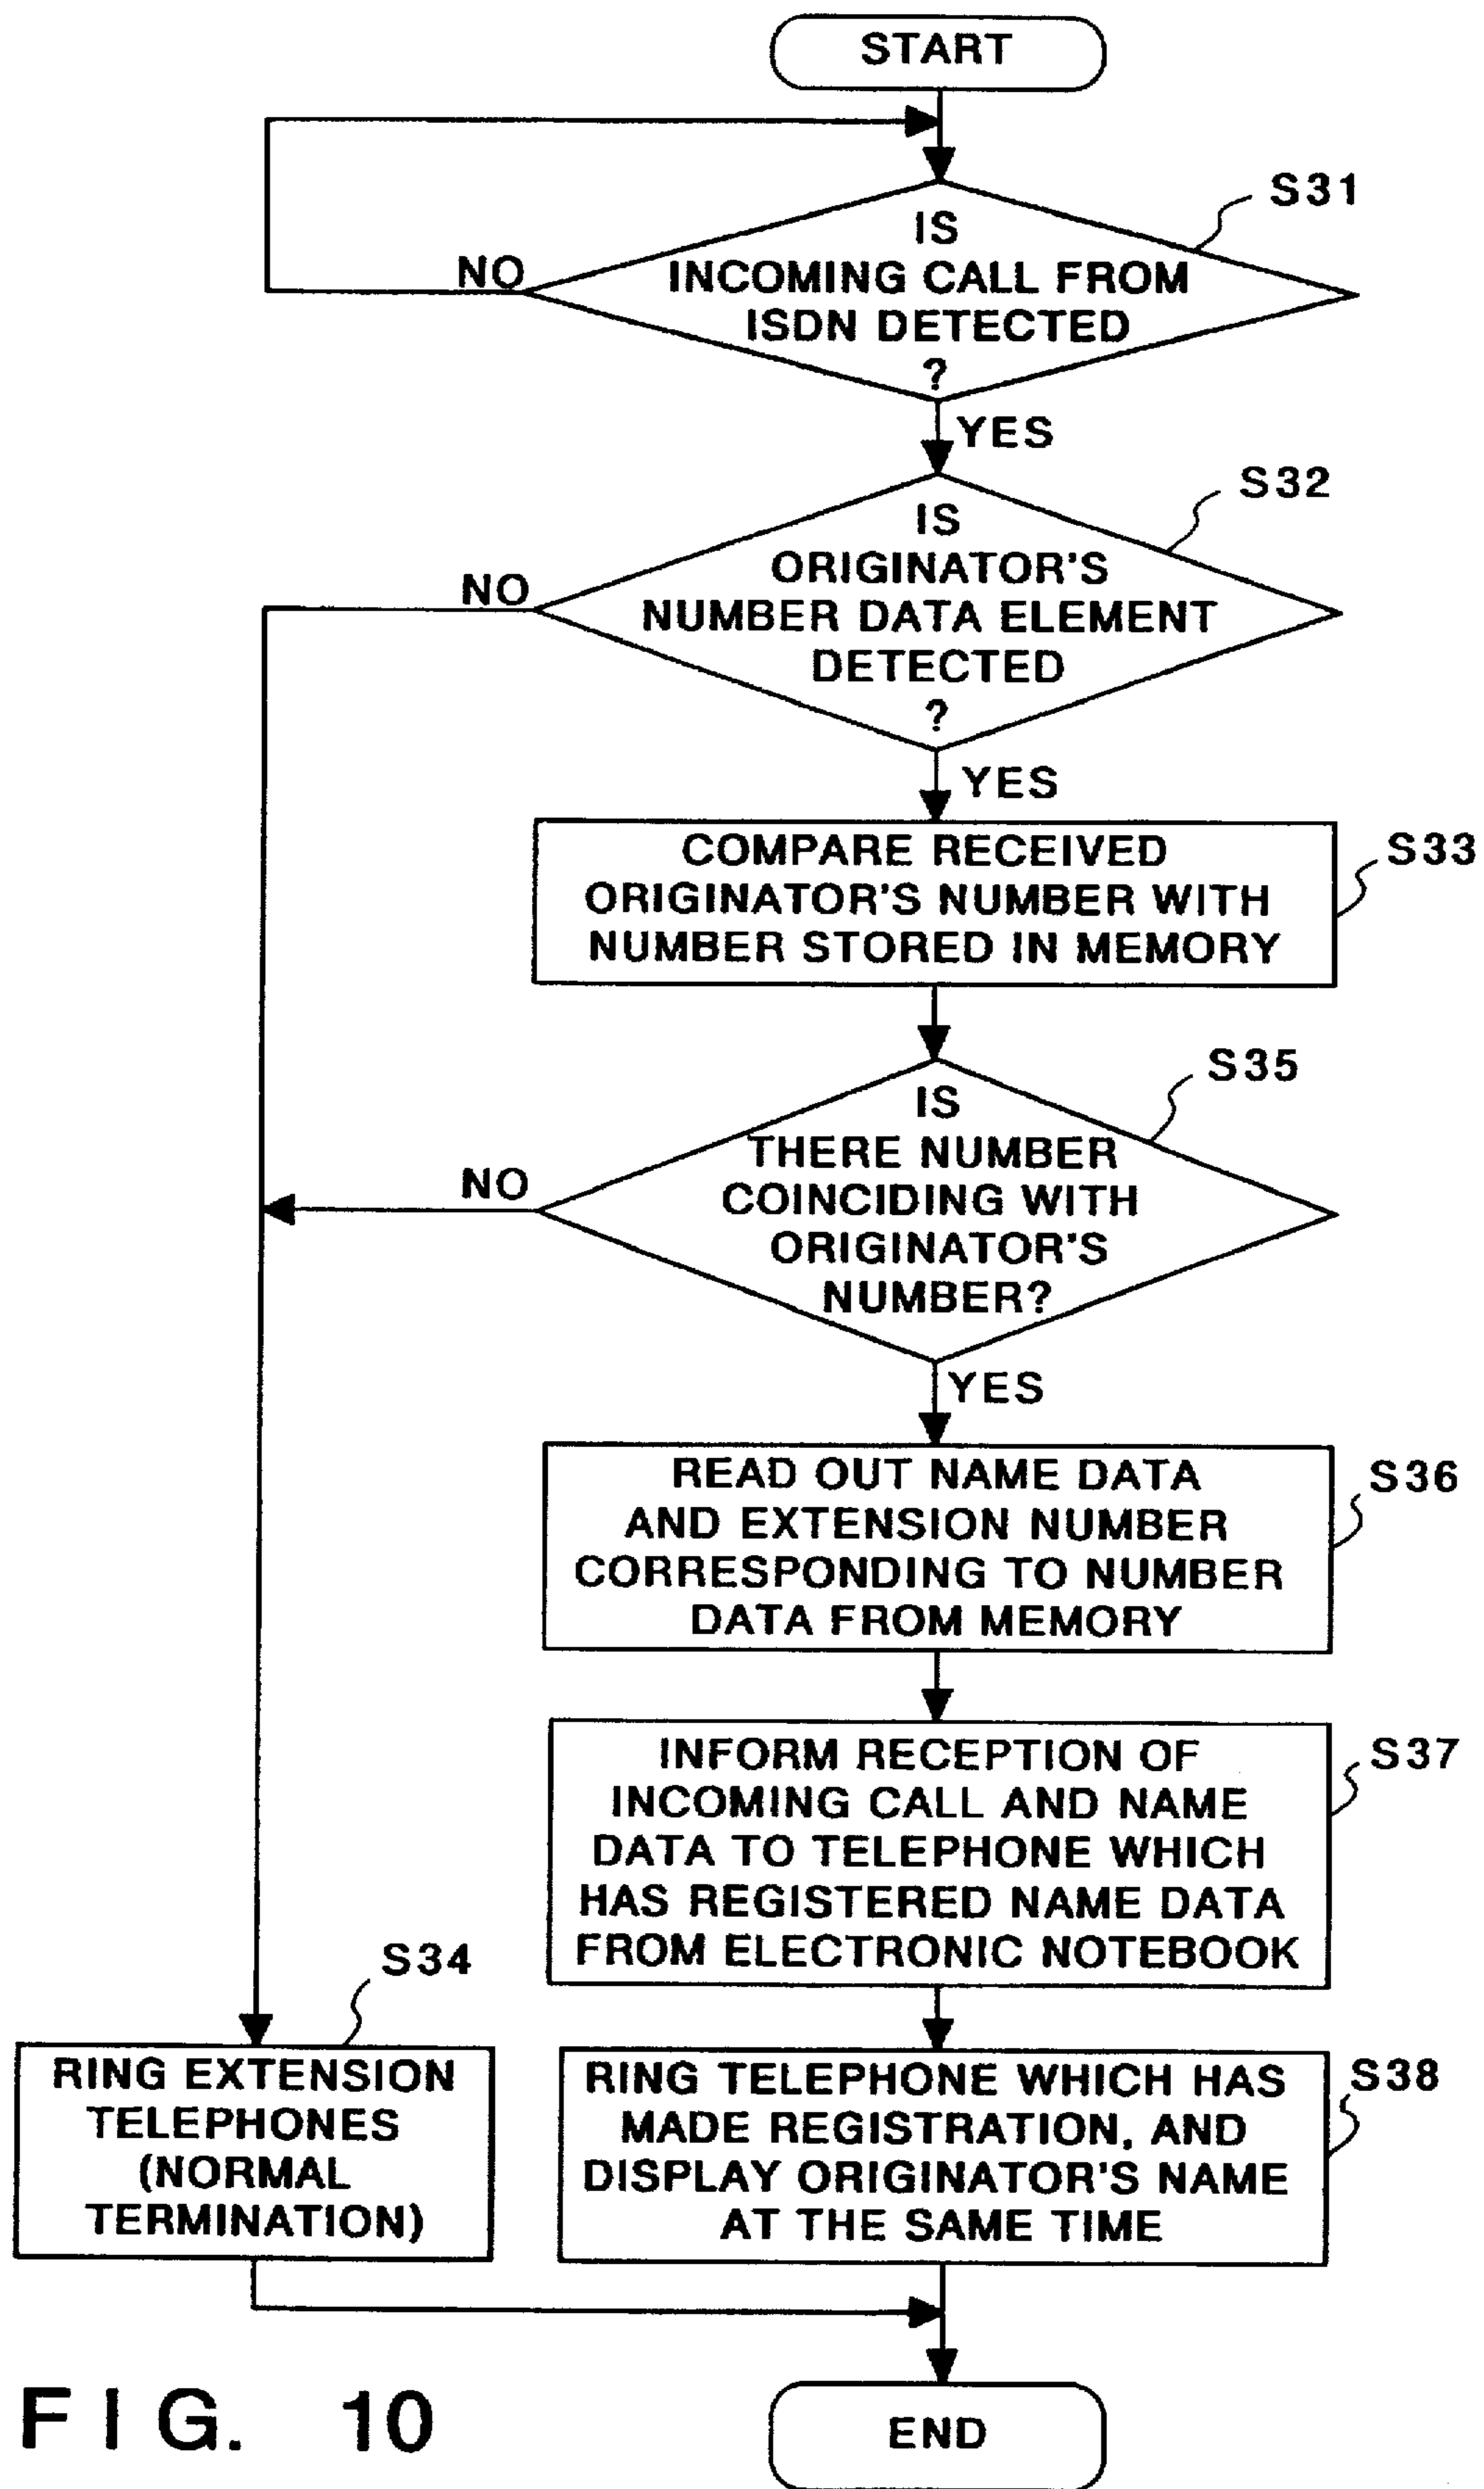 START
S31
IS
INCOMING CALL FROM
ISDN DETECTED
?
NO
YES
S32
IS
ORIGINATOR'S
NUMBER DATA ELEMENT
DETECTED
?
NO
YES
COMPARE RECEIVED
ORIGINATOR'S NUMBER WITH
NUMBER STORED IN MEMORY
S33
S35
IS
THERE NUMBER
COINCIDING WITH
ORIGINATOR'S
NUMBER?
NO
YES
READ OUT NAME DATA
AND EXTENSION NUMBER
CORRESPONDING TO NUMBER
DATA FROM MEMORY
S36
INFORM RECEPTION OF
INCOMING CALL AND NAME
DATA TO TELEPHONE WHICH
HAS REGISTERED NAME DATA
FROM ELECTRONIC NOTEBOOK
S37
S34
RING EXTENSION
TELEPHONES
(NORMAL
TERMINATION)
RING TELEPHONE WHICH HAS
MADE REGISTRATION, AND
DISPLAY ORIGINATOR'S NAME
AT THE SAME TIME
S38
END
FIG. 10